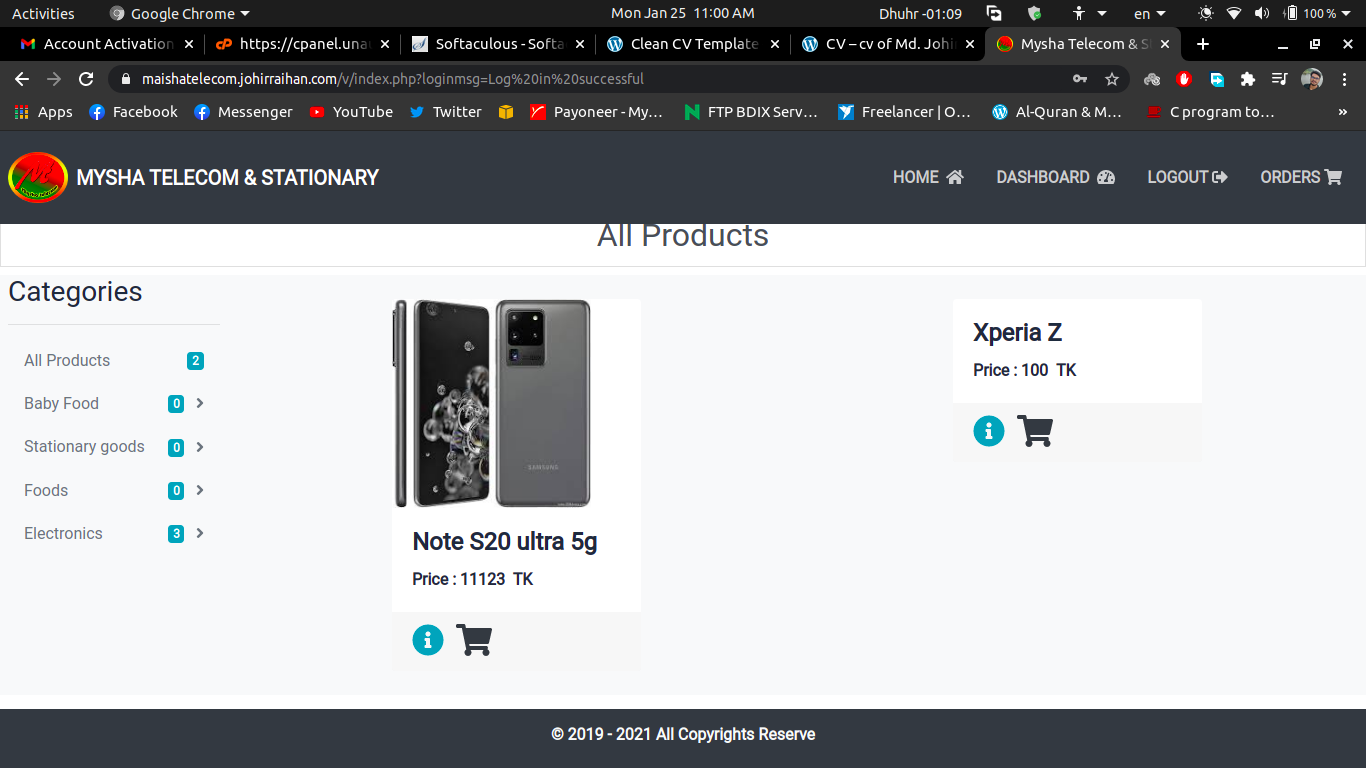 Activities Google Chrome Mon Jan 25 11:00 AM Dhuhr -01:09 en 100 %
Account Activation https://cpanel.una Softaculous - Softa Clean CV Template CV – cv of Md. Johi Mysha Telecom & S
maishatelecom.johirraihan.com/v/index.php?loginmsg=Log%20in%20successful
Apps Facebook Messenger YouTube Twitter Payoneer - My… FTP BDIX Serv… Freelancer | O… Al-Quran & M… C program to… »
MYSHA TELECOM & STATIONARY HOME DASHBOARD LOGOUT ORDERS
All Products
Categories
All Products 2
Baby Food 0
Stationary goods 0
Foods 0
Electronics 3
SAMSUNG
Note S20 ultra 5g
Price : 11123 TK
Xperia Z
Price : 100 TK
© 2019 - 2021 All Copyrights Reserve